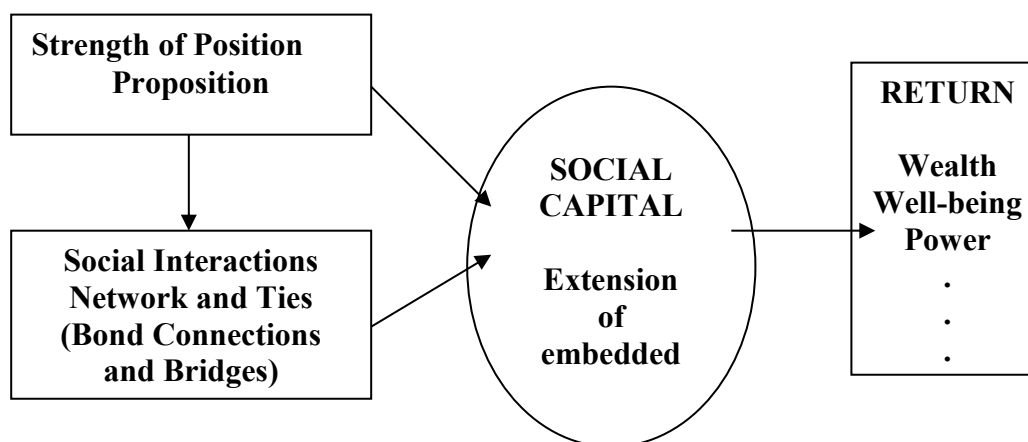 Strength of Position
Proposition
Social Interactions
Network and Ties
(Bond Connections
and Bridges)
SOCIAL
CAPITAL
Extension
of
embedded
RETURN
Wealth
Well-being
Power
.
.
.